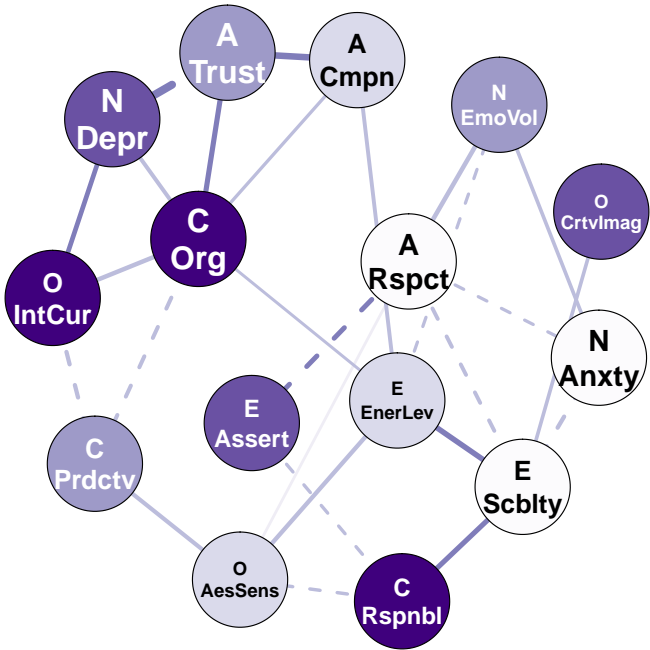 A
Trust
A
Cmpn
N
Depr
N
EmoVol
O
CrtvImag
C
Org
A
Rspct
O
IntCur
N
Anxty
E
EnerLev
E
Assert
C
Prdctv
E
Scblty
O
AesSens
C
Rspnbl